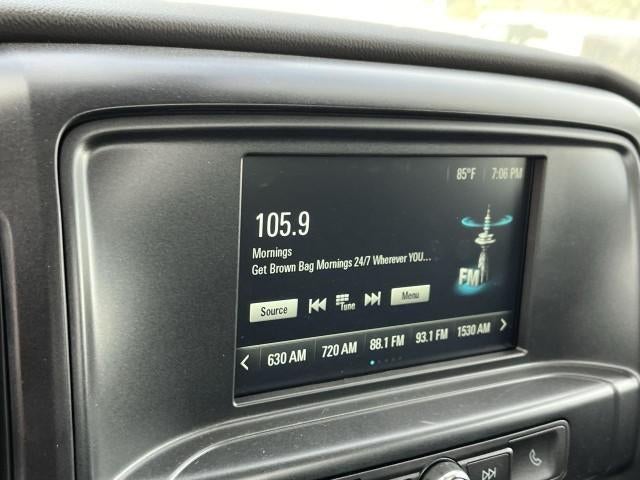 85°F 7:06 PM
105.9
Mornings
Get Brown Bag Mornings 24/7 Wherever YOU...
FM
Source Tune Menu
630 AM 720 AM 88.1 FM 93.1 FM 1530 AM